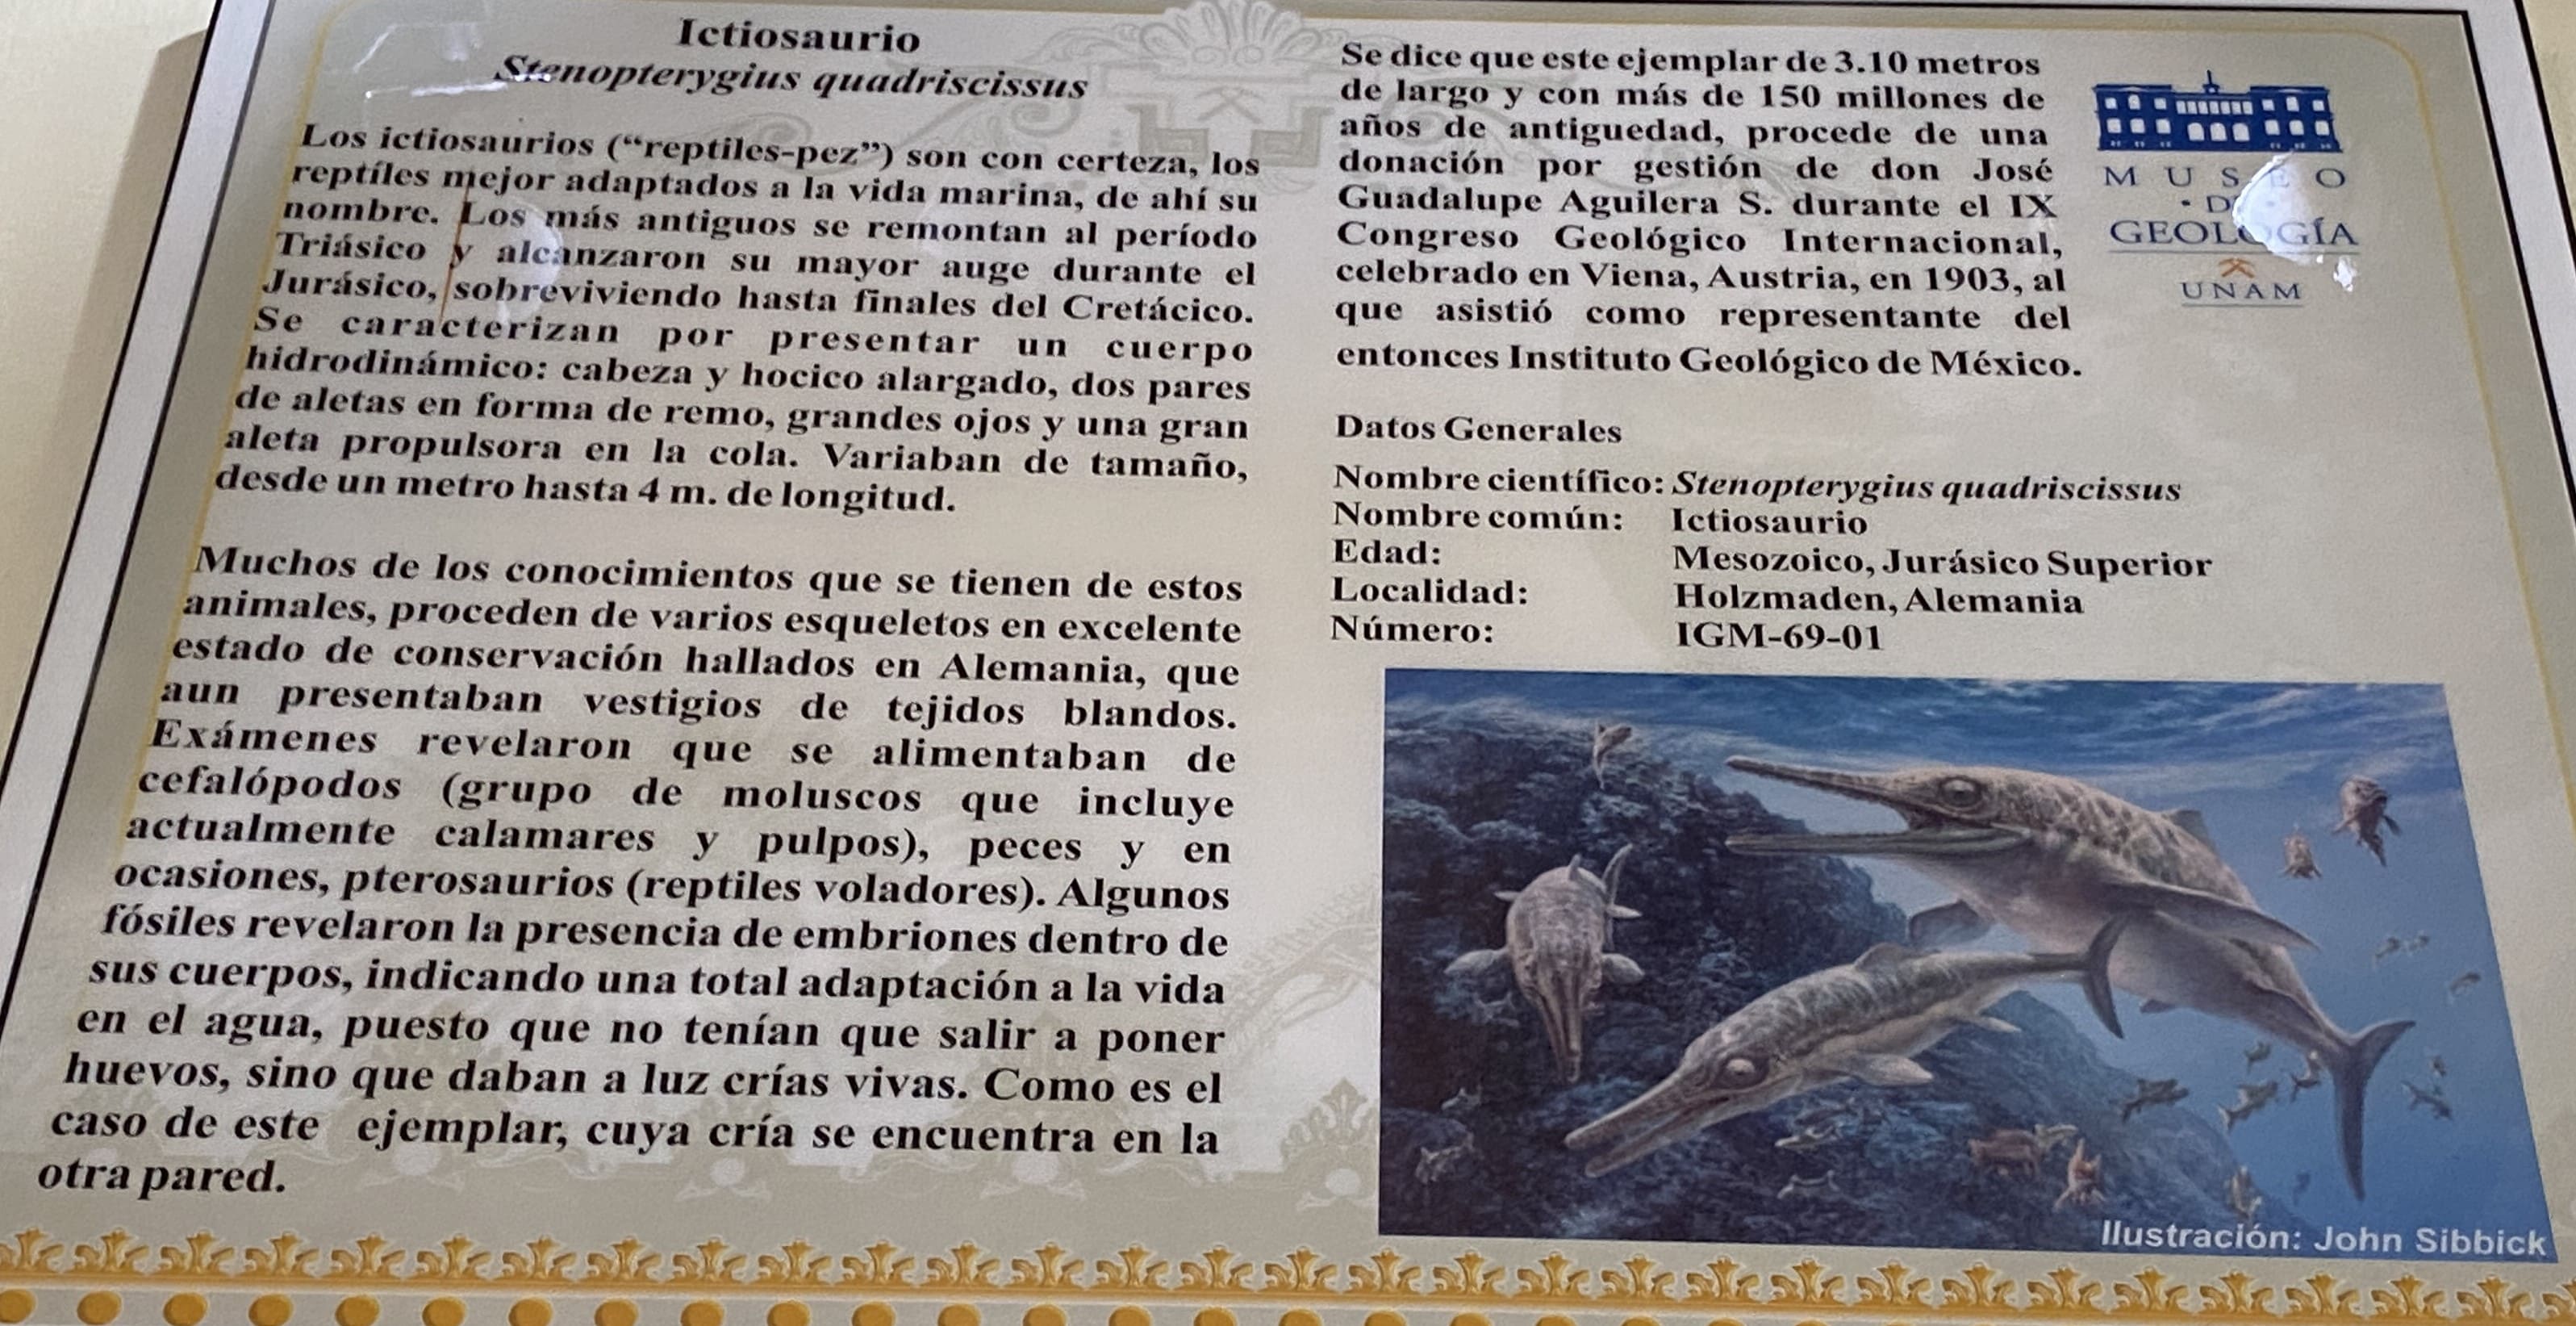 Ictiosaurio
Stenopterygius quadriscissus
Los ictiosaurios (“reptiles-pez”) son con certeza, los
reptíles mejor adaptados a la vida marina, de ahí su
nombre. Los más antiguos se remontan al período
Triásico y alcanzaron su mayor auge durante el
Jurásico, sobreviviendo hasta finales del Cretácico.
Se caracterizan por presentar un cuerpo
hidrodinámico: cabeza y hocico alargado, dos pares
de aletas en forma de remo, grandes ojos y una gran
aleta propulsora en la cola. Variaban de tamaño,
desde un metro hasta 4 m. de longitud.
Muchos de los conocimientos que se tienen de estos
animales, proceden de varios esqueletos en excelente
estado de conservación hallados en Alemania, que
aun presentaban vestigios de tejidos blandos.
Exámenes revelaron que se alimentaban de
cefalópodos (grupo de moluscos que incluye
actualmente calamares y pulpos), peces y en
ocasiones, pterosaurios (reptiles voladores). Algunos
fósiles revelaron la presencia de embriones dentro de
sus cuerpos, indicando una total adaptación a la vida
en el agua, puesto que no tenían que salir a poner
huevos, sino que daban a luz crías vivas. Como es el
caso de este ejemplar, cuya cría se encuentra en la
otra pared.
Se dice que este ejemplar de 3.10 metros
de largo y con más de 150 millones de
años de antiguedad, procede de una
donación por gestión de don José
Guadalupe Aguilera S. durante el IX
Congreso Geológico Internacional,
celebrado en Viena, Austria, en 1903, al
que asistió como representante del
entonces Instituto Geológico de México.
MUSEO
• DE
GEOLOGÍA
UNAM
Datos Generales
Nombre científico: Stenopterygius quadriscissus
Nombre común: Ictiosaurio
Edad: Mesozoico, Jurásico Superior
Localidad: Holzmaden, Alemania
Número: IGM-69-01
Ilustración: John Sibbick